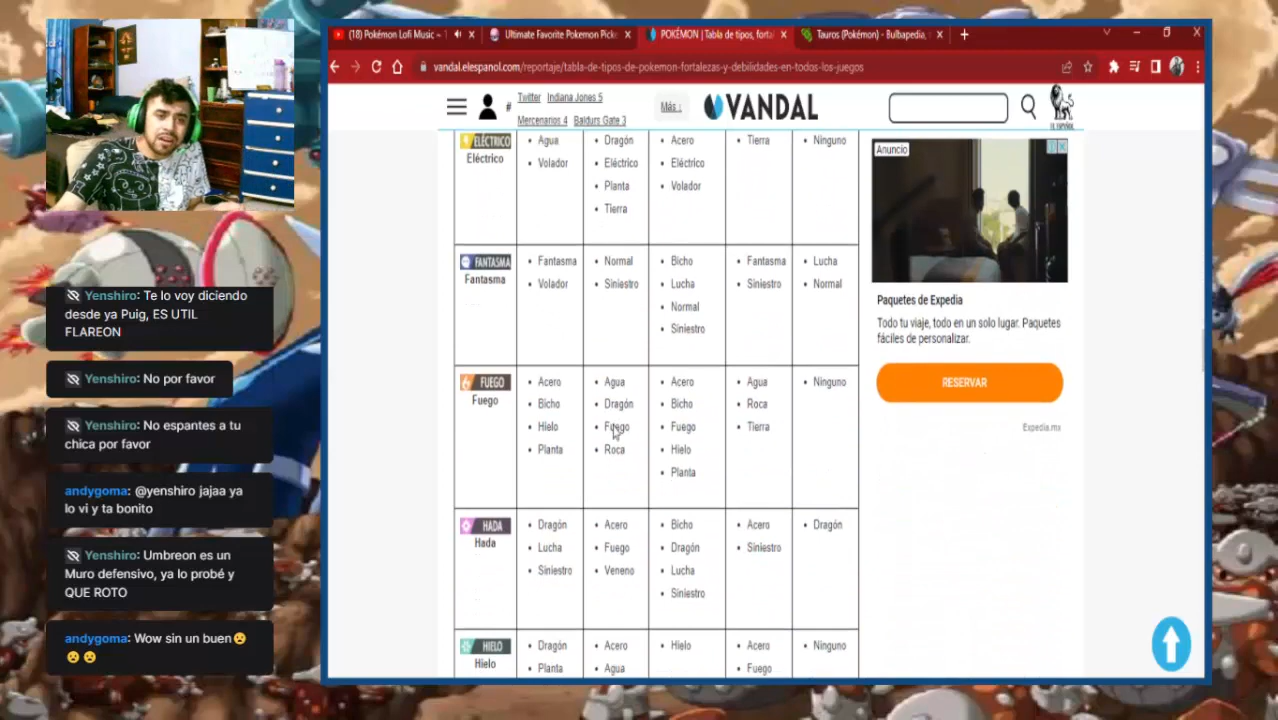 (18) Pokémon Lofi Music ~ 1
Ultimate Favorite Pokemon Picke
POKÉMON | Tabla de tipos, fortal
Tauros (Pokémon) - Bulbapedia,
vandal.elespanol.com/reportaje/tabla-de-tipos-de-pokemon-fortalezas-y-debilidades-en-todos-los-juegos
# Twitter Indiana Jones 5
Mercenarios 4 Baldurs Gate 3
Más ↓
VANDAL
EL ESPAÑOL
ELÉCTRICO
Eléctrico
• Agua
• Volador
• Dragón
• Eléctrico
• Planta
• Tierra
• Acero
• Eléctrico
• Volador
• Tierra
• Ninguno
FANTASMA
Fantasma
• Fantasma
• Volador
• Normal
• Siniestro
• Bicho
• Lucha
• Normal
• Siniestro
• Fantasma
• Siniestro
• Lucha
• Normal
FUEGO
Fuego
• Acero
• Bicho
• Hielo
• Planta
• Agua
• Dragón
• Fuego
• Roca
• Acero
• Bicho
• Fuego
• Hielo
• Planta
• Agua
• Roca
• Tierra
• Ninguno
HADA
Hada
• Dragón
• Lucha
• Siniestro
• Acero
• Fuego
• Veneno
• Bicho
• Dragón
• Lucha
• Siniestro
• Acero
• Siniestro
• Dragón
HIELO
Hielo
• Dragón
• Planta
• Acero
• Agua
• Hielo
• Acero
• Fuego
• Ninguno
Anuncio
Paquetes de Expedia
Todo tu viaje, todo en un solo lugar. Paquetes
fáciles de personalizar.
RESERVAR
Expedia.mx
Yenshiro: Te lo voy diciendo
desde ya Puig, ES UTIL
FLAREON
Yenshiro: No por favor
Yenshiro: No espantes a tu
chica por favor
andygoma: @yenshiro jajaa ya
lo vi y ta bonito
Yenshiro: Umbreon es un
Muro defensivo, ya lo probé y
QUE ROTO
andygoma: Wow sin un buen😦
😦😦